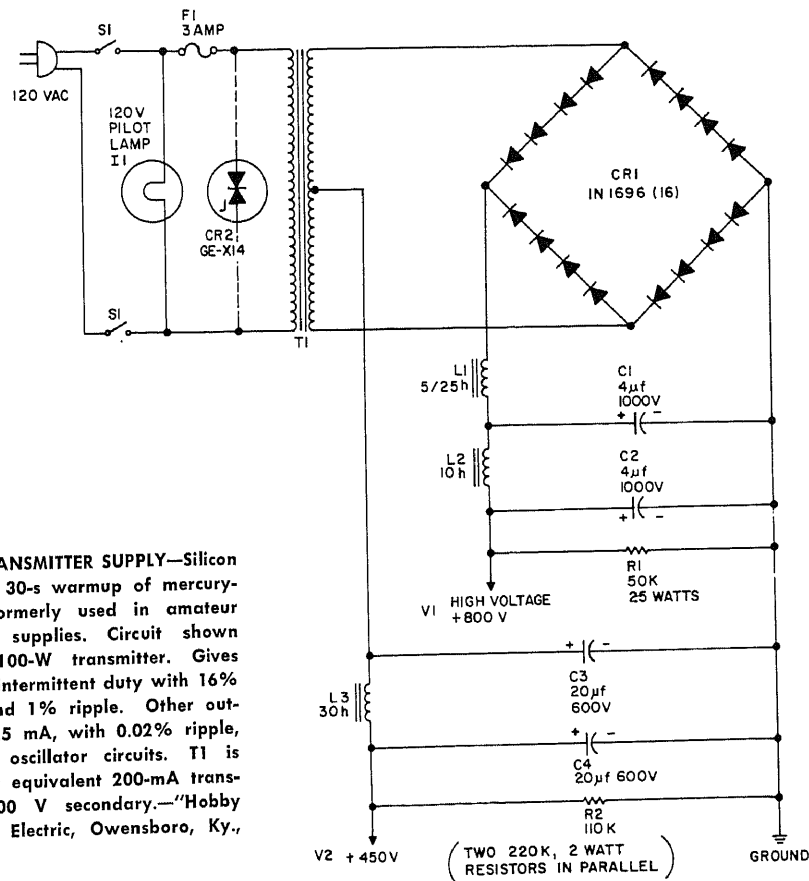 S1
F1
3 AMP
120 VAC
120V
PILOT
LAMP
I1
CR2
GE-X14
S1
T1
CR1
IN 1696 (16)
L1
5/25h
C1
4µf
1000V
+ -
L2
10h
C2
4µf
1000V
+ -
R1
50K
25 WATTS
V1 HIGH VOLTAGE
+800 V
ANSMITTER SUPPLY—Silicon
30-s warmup of mercury-
ormerly used in amateur
supplies. Circuit shown
100-W transmitter. Gives
ntermittent duty with 16%
nd 1% ripple. Other out-
5 mA, with 0.02% ripple,
oscillator circuits. T1 is
equivalent 200-mA trans-
00 V secondary.—"Hobby
Electric, Owensboro, Ky.,
+ -
C3
20µf
600V
L3
30h
+ -
C4
20µf 600V
R2
110K
V2 +450V
(TWO 220K, 2 WATT
RESISTORS IN PARALLEL)
GROUND